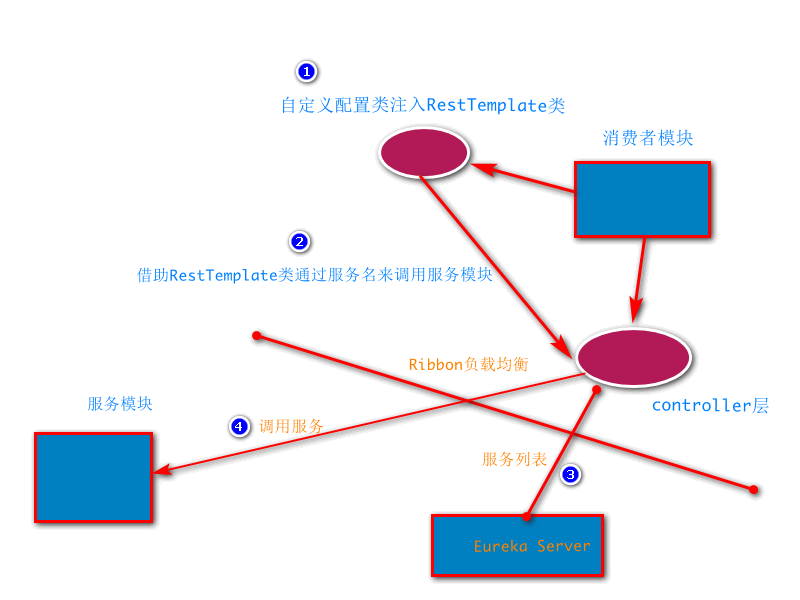 1
自定义配置类注入RestTemplate类
消费者模块
2
借助RestTemplate类通过服务名来调用服务模块
Ribbon负载均衡
服务模块
controller层
4 调用服务
服务列表
3
Eureka Server